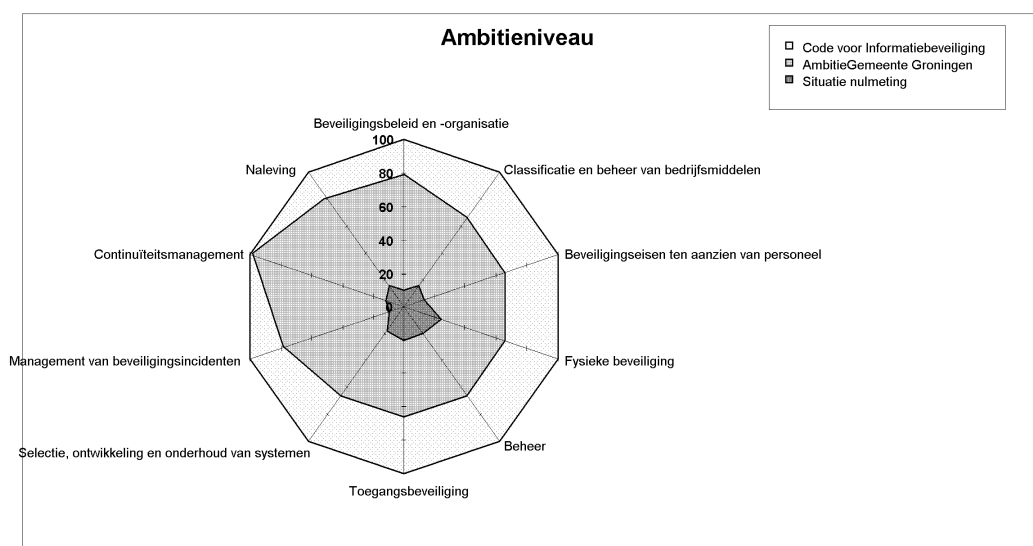 Ambitieniveau
Code voor Informatiebeveiliging
AmbitieGemeente Groningen
Situatie nulmeting
Beveiligingsbeleid en -organisatie
100
Naleving
Classificatie en beheer van bedrijfsmiddelen
80
60
40
Continuïteitsmanagement
Beveiligingseisen ten aanzien van personeel
20
0
Management van beveiligingsincidenten
Fysieke beveiliging
Selectie, ontwikkeling en onderhoud van systemen
Beheer
Toegangsbeveiliging